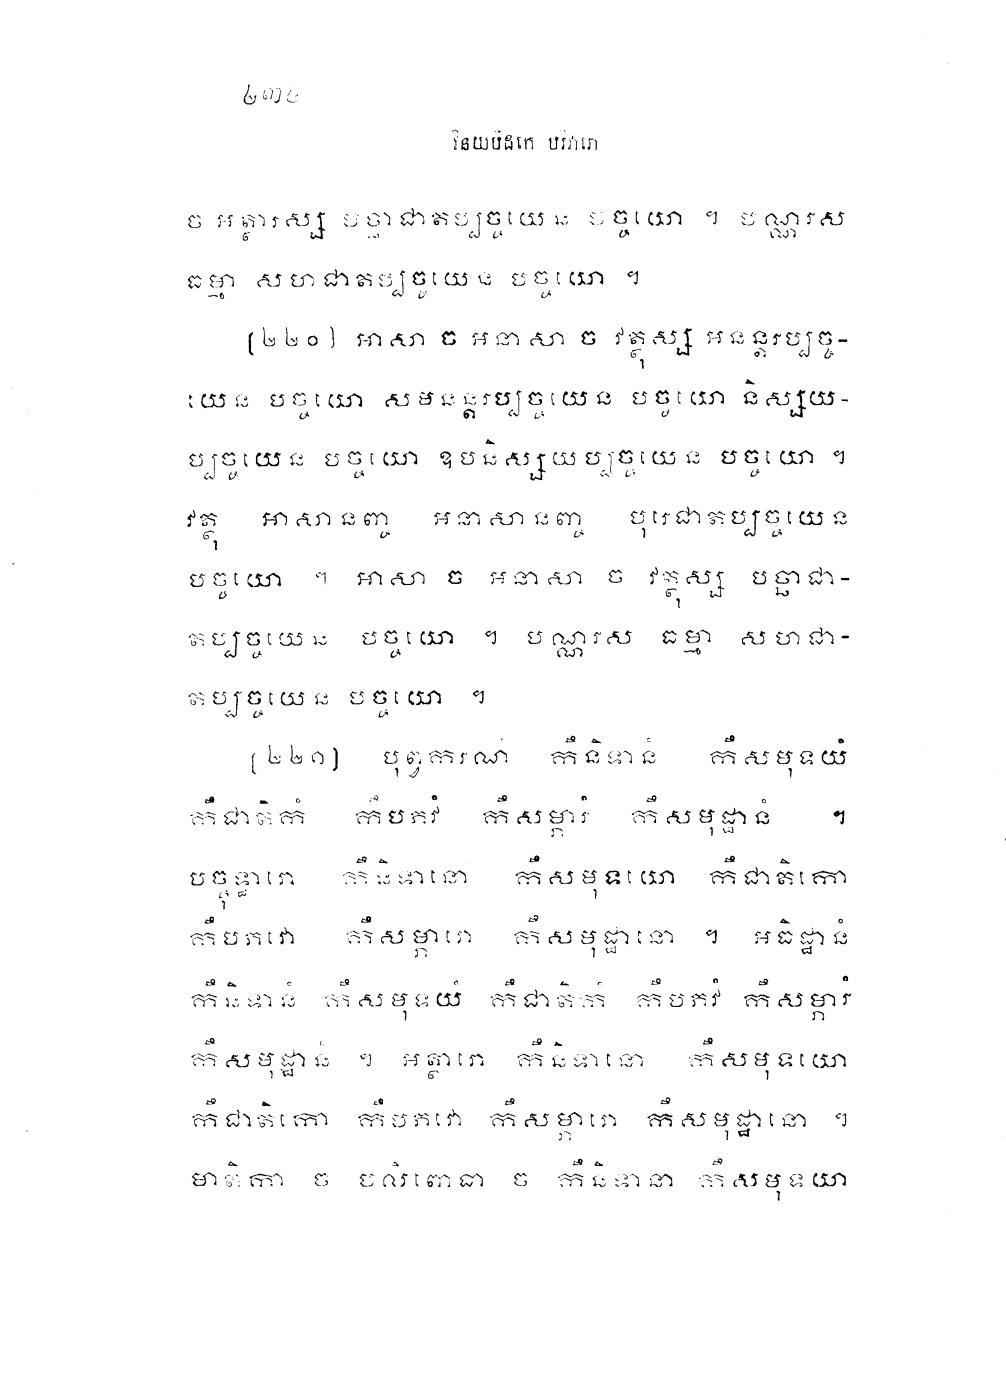 ២៣២
វិនយបិដកេ បរិវារោ
ច អត្ថារស្ស បច្ឆាជាតប្បច្ចយេន បច្ចយោ ។ បណ្ណរស
ធម្មា សហជាតប្បច្ចយេន បច្ចយោ ។
(២២០) អាសា ច អនាសា ច វត្ថុស្ស អនន្តរប្បច្ច-
យេន បច្ចយោ សមនន្តរប្បច្ចយេន បច្ចយោ និស្សយ-
ប្បច្ចយេន បច្ចយោ ឧបនិស្សយប្បច្ចយេន បច្ចយោ ។
វត្ថុ អាសានញ្ច អនាសានញ្ច បុរេជាតប្បច្ចយេន
បច្ចយោ ។ អាសា ច អនាសា ច វត្ថុស្ស បច្ឆាជា-
តប្បច្ចយេន បច្ចយោ ។ បណ្ណរស ធម្មា សហជា-
តប្បច្ចយេន បច្ចយោ ។
(២២១) បុព្វករណំ កឹនិទានំ កឹសមុទយំ
កឹជាតិកំ កឹបភវំ កឹសម្ភារំ កឹសមុដ្ឋានំ ។
បច្ចុទ្ធារោ កឹនិទានោ កឹសមុទយោ កឹជាតិកោ
កឹបភវោ កឹសម្ភារោ កឹសមុដ្ឋានោ ។ អធិដ្ឋានំ
កឹនិទានំ កឹសមុទយំ កឹជាតិកំ កឹបភវំ កឹសម្ភារំ
កឹសមុដ្ឋានំ ។ អត្ថារោ កឹនិទានោ កឹសមុទយោ
កឹជាតិកោ កឹបភវោ កឹសម្ភារោ កឹសមុដ្ឋានោ ។
មាតិកា ច បលិពោធា ច កឹនិទានា កឹសមុទយា